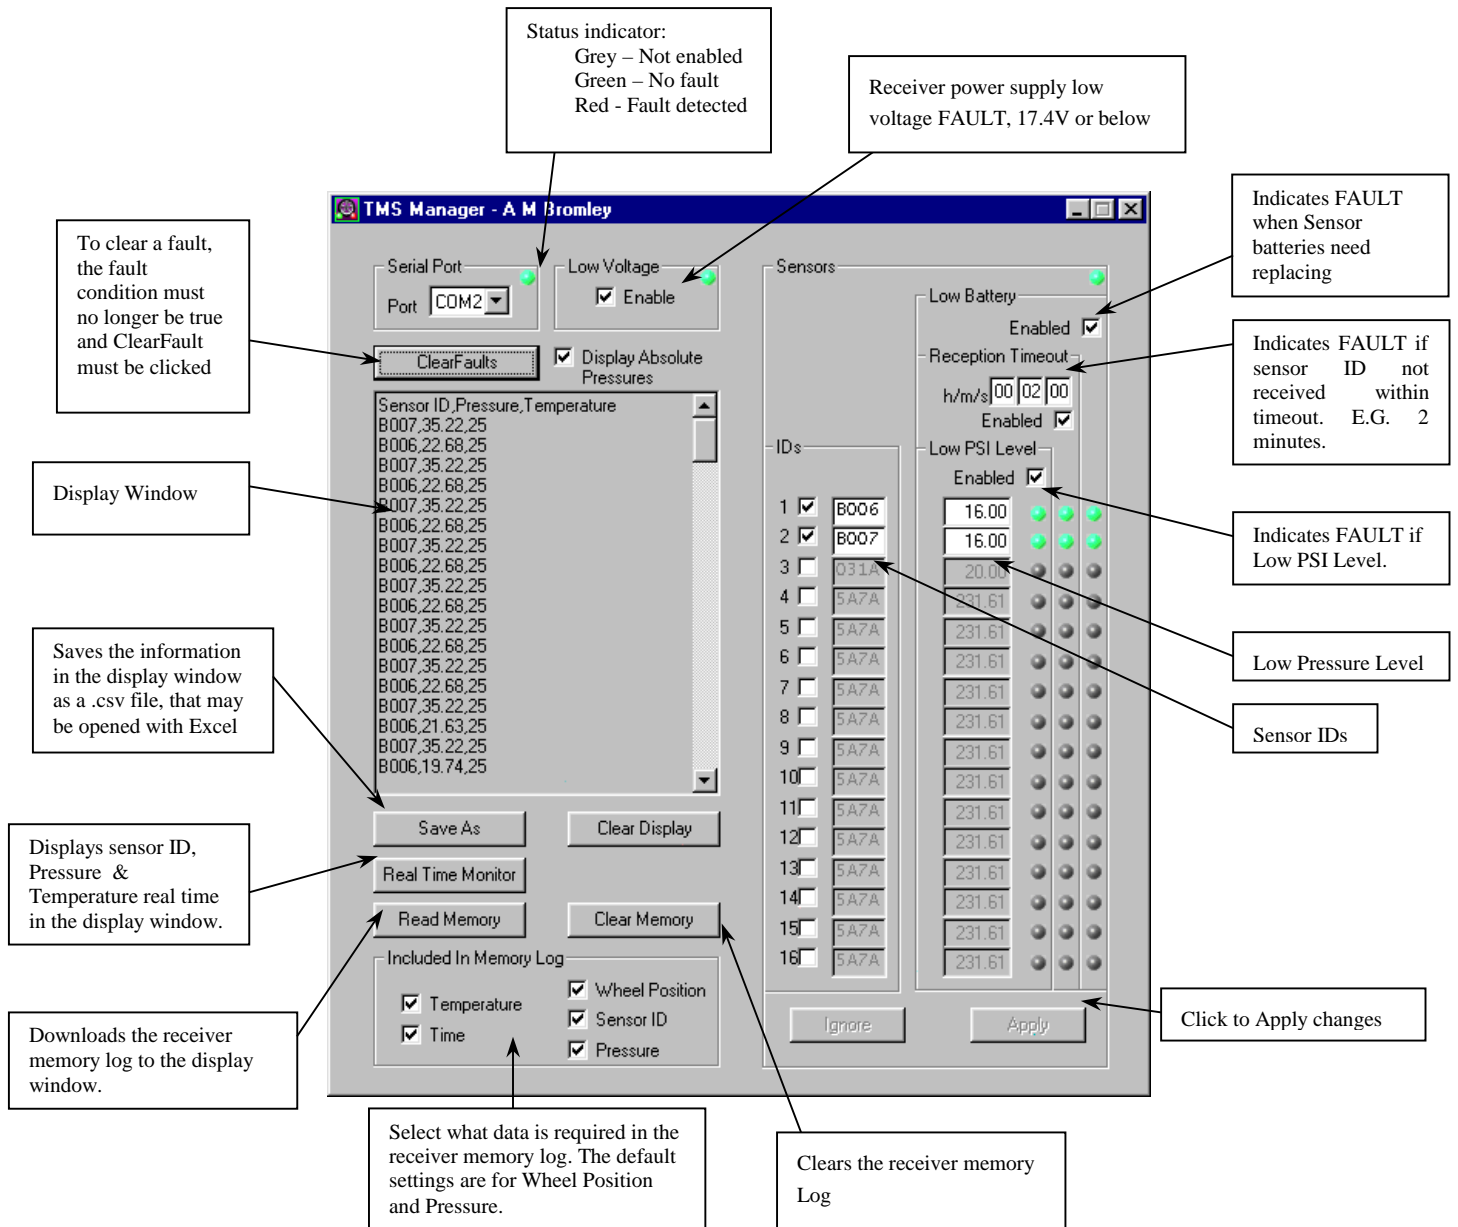 Status indicator:
Grey – Not enabled
Green – No fault
Red - Fault detected
Receiver power supply low
voltage FAULT, 17.4V or below
To clear a fault,
the fault
condition must
no longer be true
and ClearFault
must be clicked
Display Window
Saves the information
in the display window
as a .csv file, that may
be opened with Excel
Displays sensor ID,
Pressure &
Temperature real time
in the display window.
Downloads the receiver
memory log to the display
window.
TMS Manager - A M Bromley
Serial Port
Port COM2
Low Voltage
Enable
ClearFaults
Display Absolute
Pressures
Sensor ID,Pressure,Temperature
B007,35.22,25
B006,22.68,25
B007,35.22,25
B006,22.68,25
B007,35.22,25
B006,22.68,25
B007,35.22,25
B006,22.68,25
B007,35.22,25
B006,22.68,25
B007,35.22,25
B006,22.68,25
B007,35.22,25
B006,22.68,25
B007,35.22,25
B006,21.63,25
B007,35.22,25
B006,19.74,25
Save As
Clear Display
Real Time Monitor
Read Memory
Clear Memory
Included In Memory Log
Temperature
Time
Wheel Position
Sensor ID
Pressure
Sensors
Low Battery
Enabled
Reception Timeout
h/m/s 00 02 00
Enabled
IDs
Low PSI Level
Enabled
1 B006 16.00
2 B007 16.00
3 031A 20.00
4 5A7A 231.61
5 5A7A 231.61
6 5A7A 231.61
7 5A7A 231.61
8 5A7A 231.61
9 5A7A 231.61
10 5A7A 231.61
11 5A7A 231.61
12 5A7A 231.61
13 5A7A 231.61
14 5A7A 231.61
15 5A7A 231.61
16 5A7A 231.61
Ignore
Apply
Indicates FAULT
when Sensor
batteries need
replacing
Indicates FAULT if
sensor ID not
received within
timeout. E.G. 2
minutes.
Indicates FAULT if
Low PSI Level.
Low Pressure Level
Sensor IDs
Click to Apply changes
Select what data is required in the
receiver memory log. The default
settings are for Wheel Position
and Pressure.
Clears the receiver memory
Log